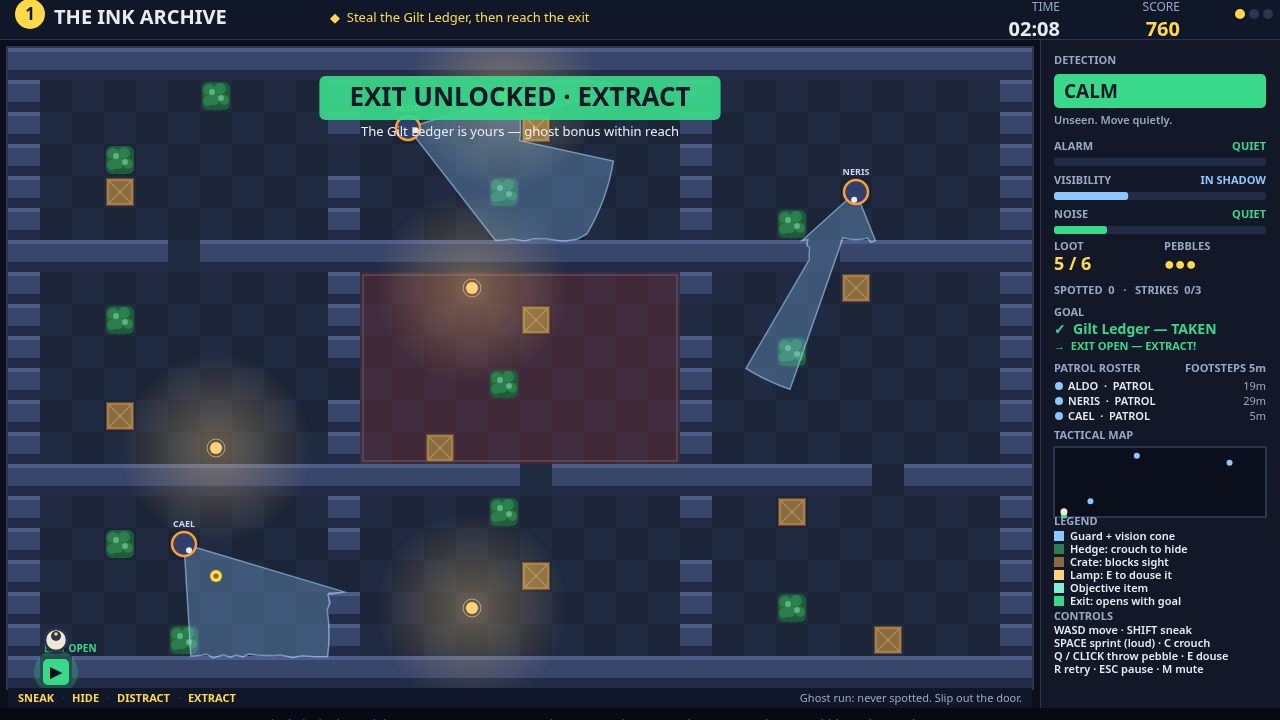 1 THE INK ARCHIVE
◆ Steal the Gilt Ledger, then reach the exit
TIME
02:08
SCORE
760
EXIT UNLOCKED · EXTRACT
The Gilt Ledger is yours — ghost bonus within reach
NERIS
CAEL
OPEN
DETECTION
CALM
Unseen. Move quietly.
ALARM QUIET
VISIBILITY IN SHADOW
NOISE QUIET
LOOT PEBBLES
5 / 6 ●●●
SPOTTED 0 · STRIKES 0/3
GOAL
✓ Gilt Ledger — TAKEN
→ EXIT OPEN — EXTRACT!
PATROL ROSTER FOOTSTEPS 5m
ALDO · PATROL 19m
NERIS · PATROL 29m
CAEL · PATROL 5m
TACTICAL MAP
LEGEND
Guard + vision cone
Hedge: crouch to hide
Crate: blocks sight
Lamp: E to douse it
Objective item
Exit: opens with goal
CONTROLS
WASD move · SHIFT sneak
SPACE sprint (loud) · C crouch
Q / CLICK throw pebble · E douse
R retry · ESC pause · M mute
SNEAK · HIDE · DISTRACT · EXTRACT
Ghost run: never spotted. Slip out the door.